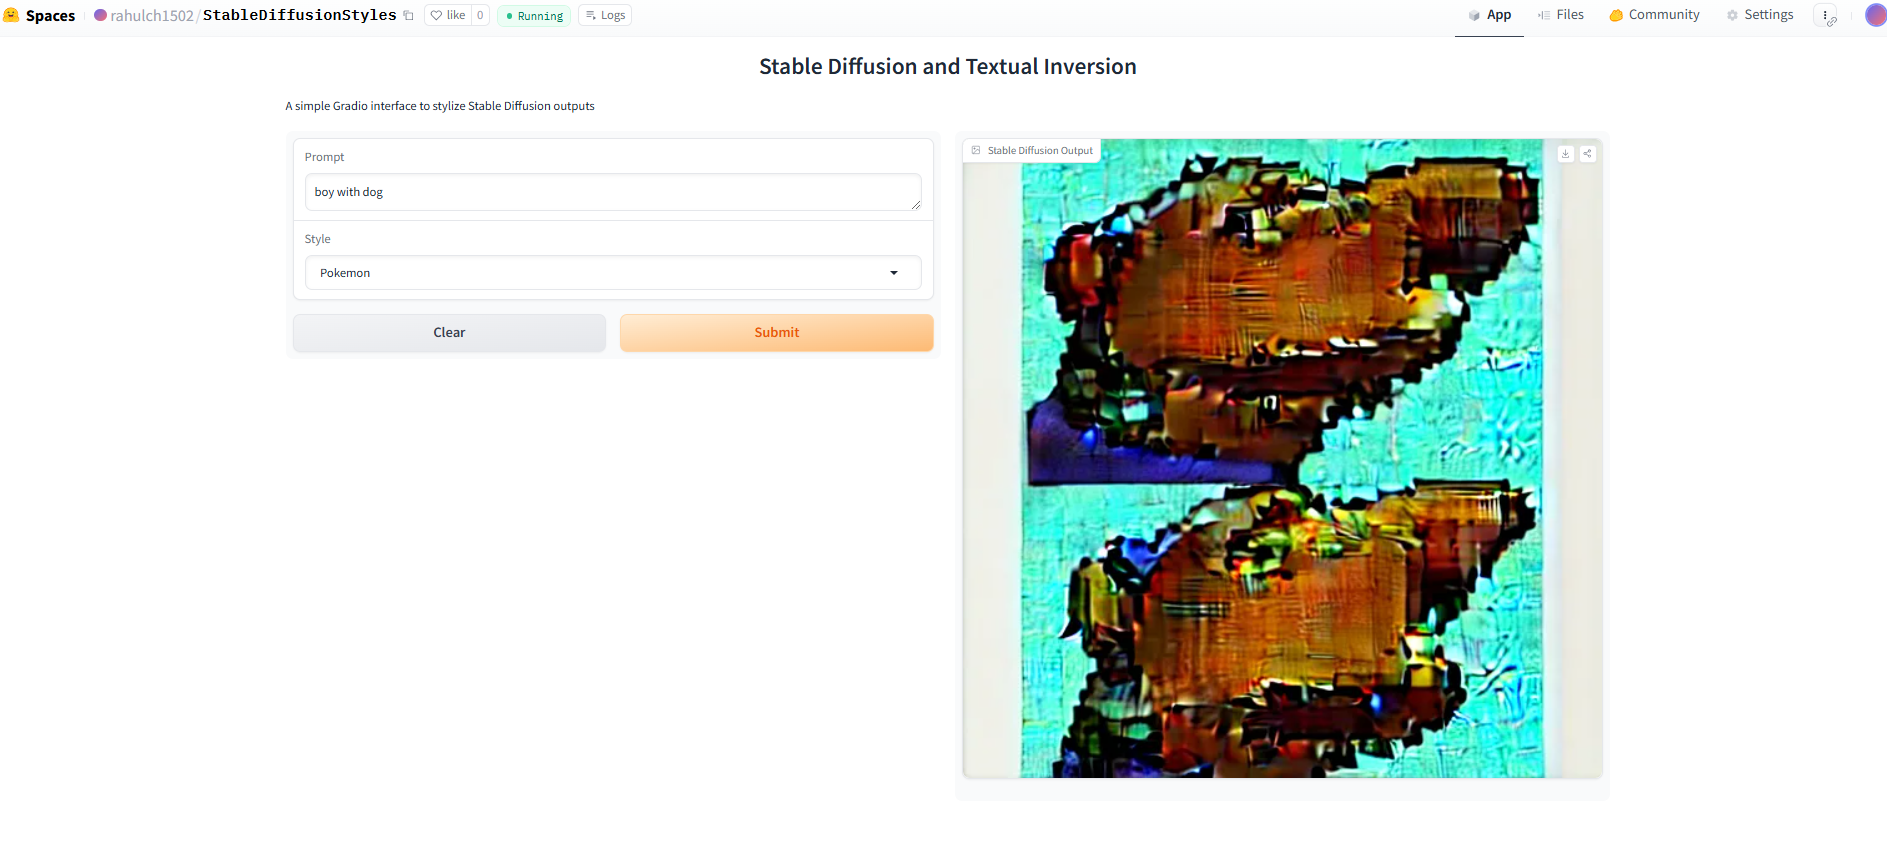 Spaces rahulch1502/StableDiffusionStyles like 0 Running Logs App Files Community Settings
Stable Diffusion and Textual Inversion
A simple Gradio interface to stylize Stable Diffusion outputs
Prompt
boy with dog
Style
Pokemon
Clear Submit
Stable Diffusion Output